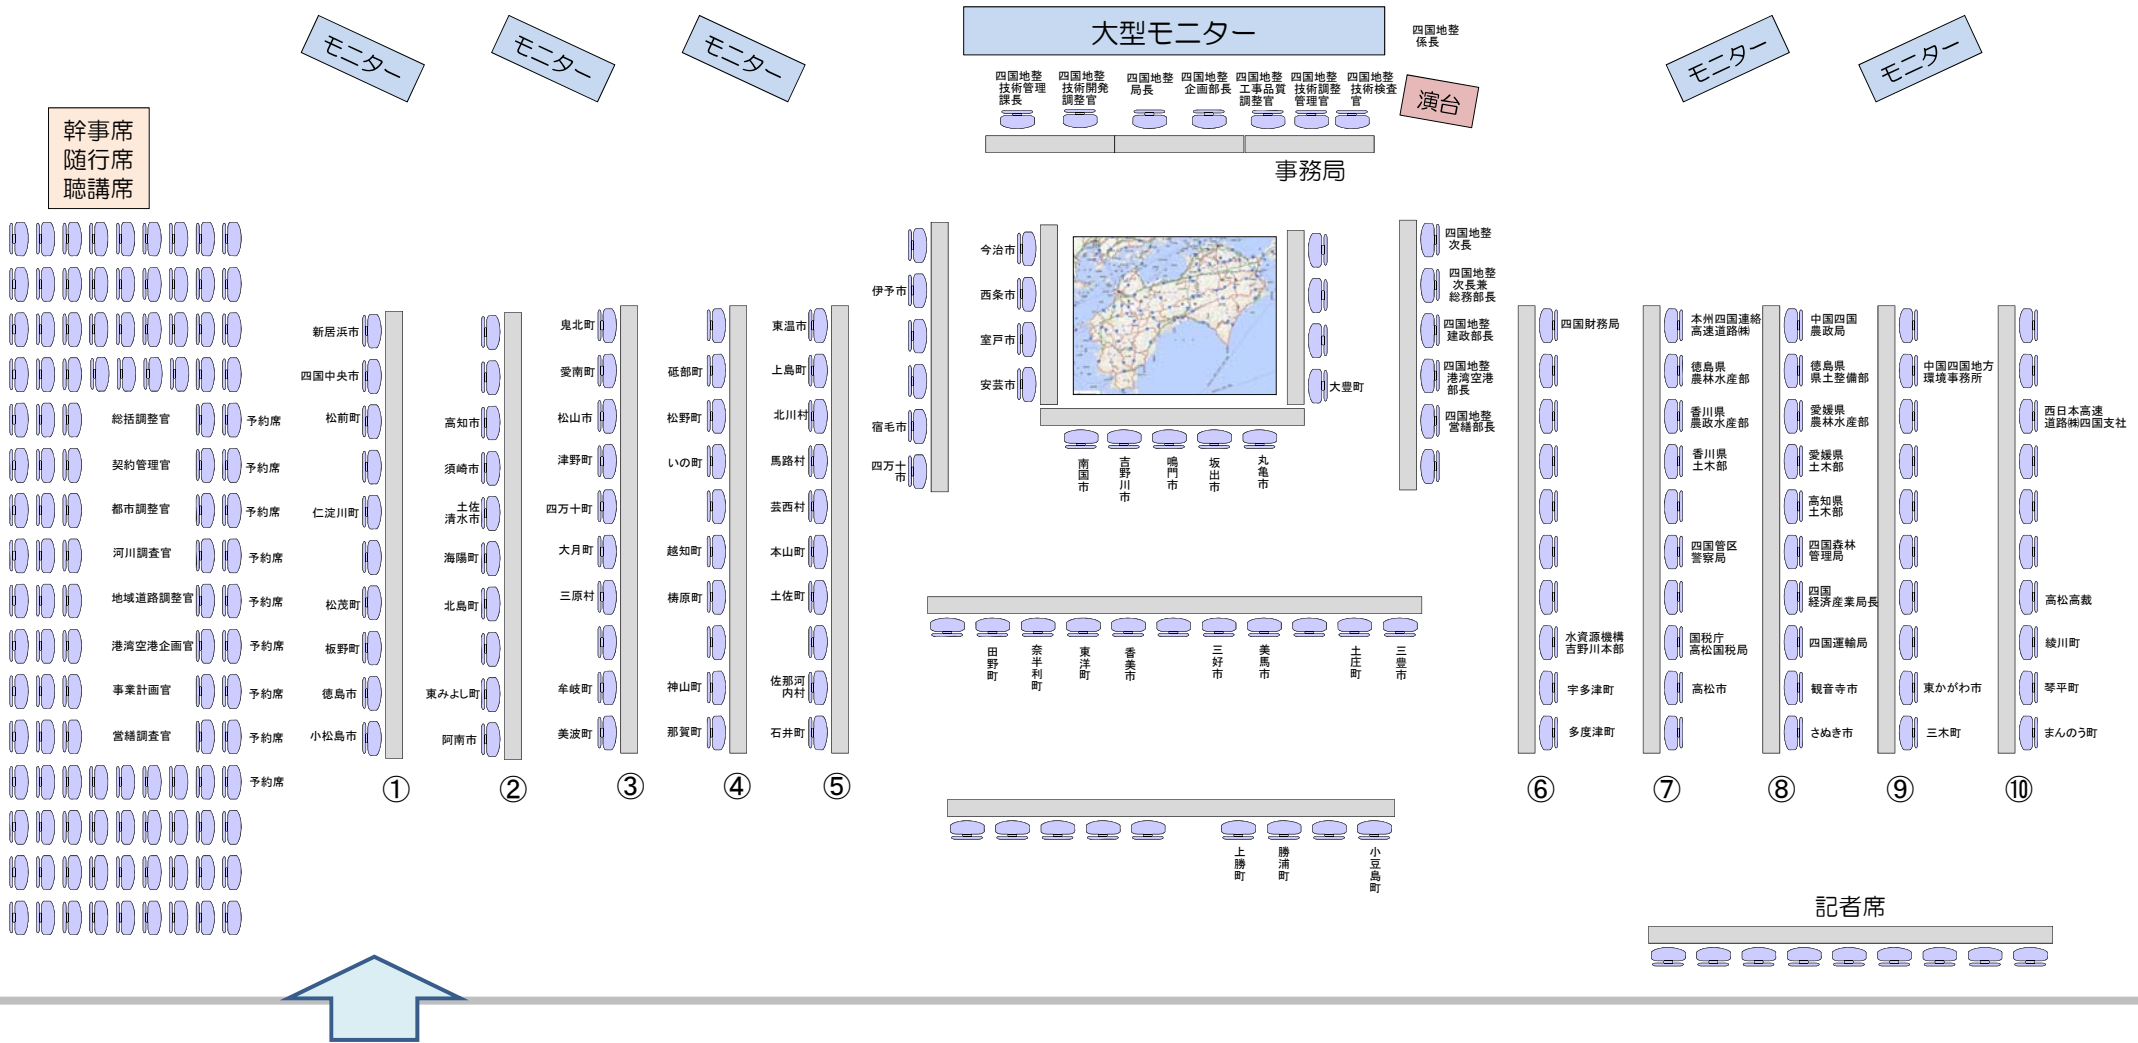 モニター
モニター
モニター
大型モニター
四国地整
係長
モニター
モニター
四国地整
技術管理
課長
四国地整
技術開発
調整官
四国地整
局長
四国地整
企画部長
四国地整
工事品質
調整官
四国地整
技術調整
管理官
四国地整
技術検査
官
演台
事務局
幹事席
随行席
聴講席
総括調整官
予約席
契約管理官
予約席
都市調整官
予約席
河川調査官
予約席
地域道路調整官
予約席
港湾空港企画官
予約席
事業計画官
予約席
営繕調査官
予約席
予約席
新居浜市
四国中央市
松前町
仁淀川町
松茂町
板野町
徳島市
小松島市
①
高知市
須崎市
土佐
清水市
海陽町
北島町
東みよし町
阿南市
②
鬼北町
愛南町
松山市
津野町
四万十町
大月町
三原村
牟岐町
美波町
③
砥部町
松野町
いの町
越知町
梼原町
神山町
那賀町
④
東温市
上島町
北川村
馬路村
芸西村
本山町
土佐町
佐那河
内村
石井町
⑤
伊予市
宿毛市
四万十
市
今治市
西条市
室戸市
安芸市
南国市
吉野川市
鳴門市
坂出市
丸亀市
大豊町
四国地整
次長
四国地整
次長兼
総務部長
四国地整
建政部長
四国地整
港湾空港
部長
四国地整
営繕部長
田野町
奈半利町
東洋町
香美市
三好市
美馬市
土庄町
三豊市
上勝町
勝浦町
小豆島町
四国財務局
水資源機構
吉野川本部
宇多津町
多度津町
⑥
本州四国連絡
高速道路㈱
徳島県
農林水産部
香川県
農政水産部
香川県
土木部
四国管区
警察局
国税庁
高松国税局
高松市
⑦
中国四国
農政局
徳島県
県土整備部
愛媛県
農林水産部
愛媛県
土木部
高知県
土木部
四国森林
管理局
四国
経済産業局長
四国運輸局
観音寺市
さぬき市
⑧
中国四国地方
環境事務所
東かがわ市
三木町
⑨
西日本高速
道路㈱四国支社
高松高裁
綾川町
琴平町
まんのう町
⑩
記者席